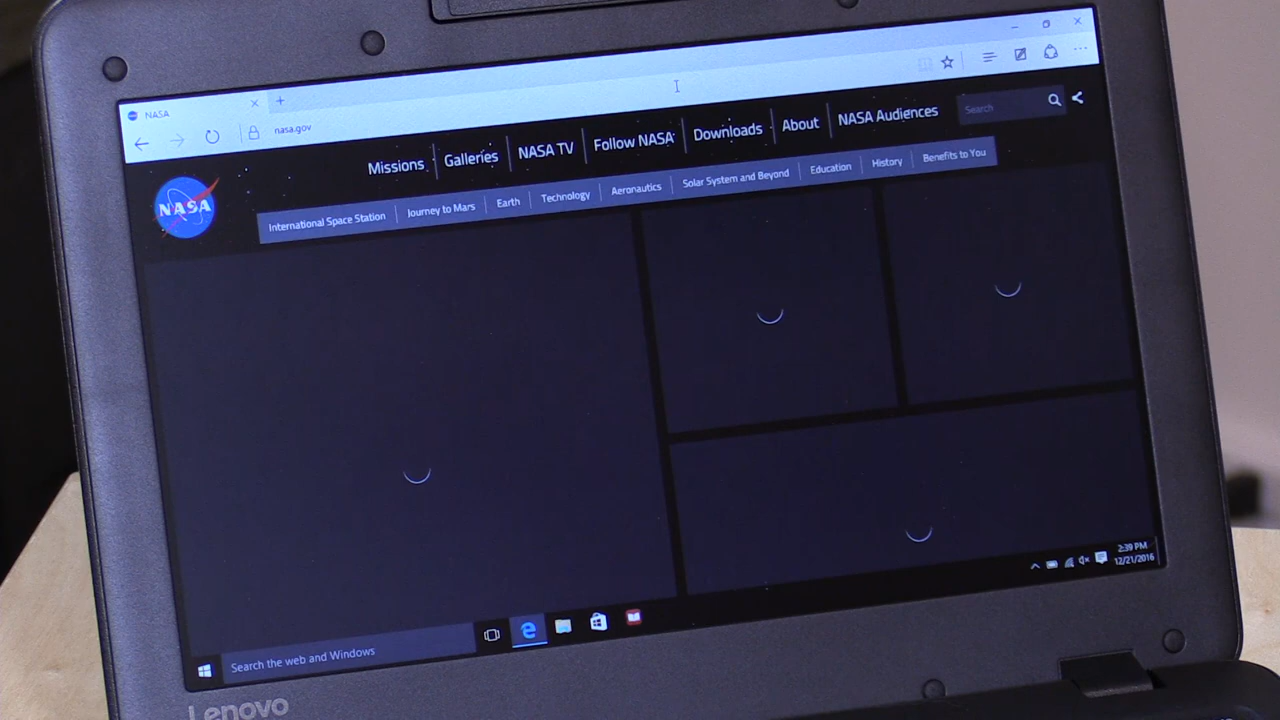 NASA
nasa.gov
Missions
Galleries
NASA TV
Follow NASA
Downloads
About
NASA Audiences
Search
NASA
International Space Station
Journey to Mars
Earth
Technology
Aeronautics
Solar System and Beyond
Education
History
Benefits to You
2:39 PM
12/21/2016
Search the web and Windows
Lenovo